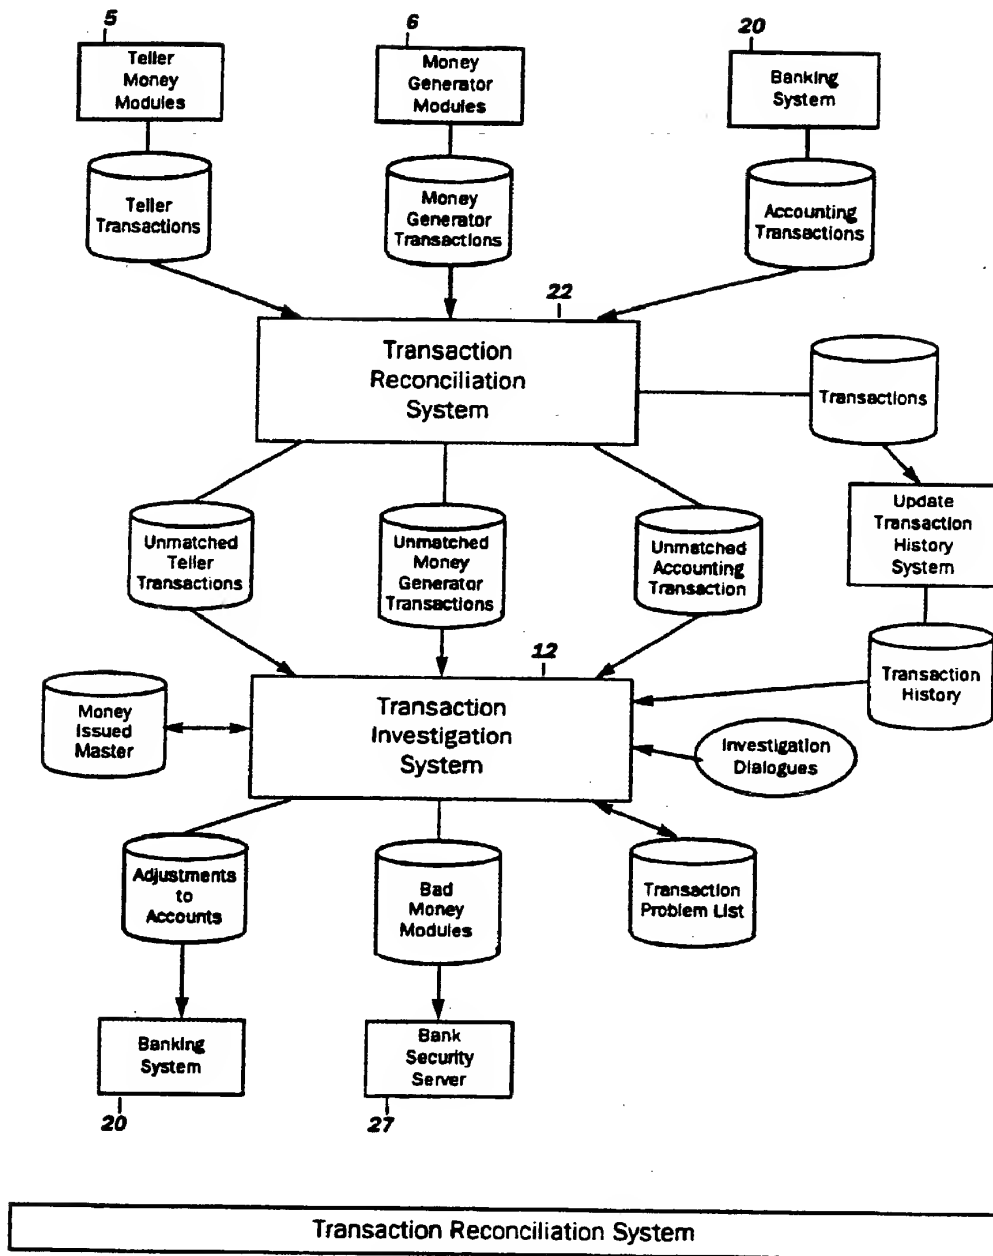 5
6
20
Teller
Money
Modules
Money
Generator
Modules
Banking
System
Teller
Transactions
Money
Generator
Transactions
Accounting
Transactions
22
Transaction
Reconciliation
System
Transactions
Unmatched
Teller
Transactions
Unmatched
Money
Generator
Transactions
Unmatched
Accounting
Transaction
Update
Transaction
History
System
12
Transaction
History
Money
Issued
Master
Transaction
Investigation
System
Investigation
Dialogues
Adjustments
to
Accounts
Bad
Money
Modules
Transaction
Problem List
Banking
System
Bank
Security
Server
20
27
Transaction Reconciliation System